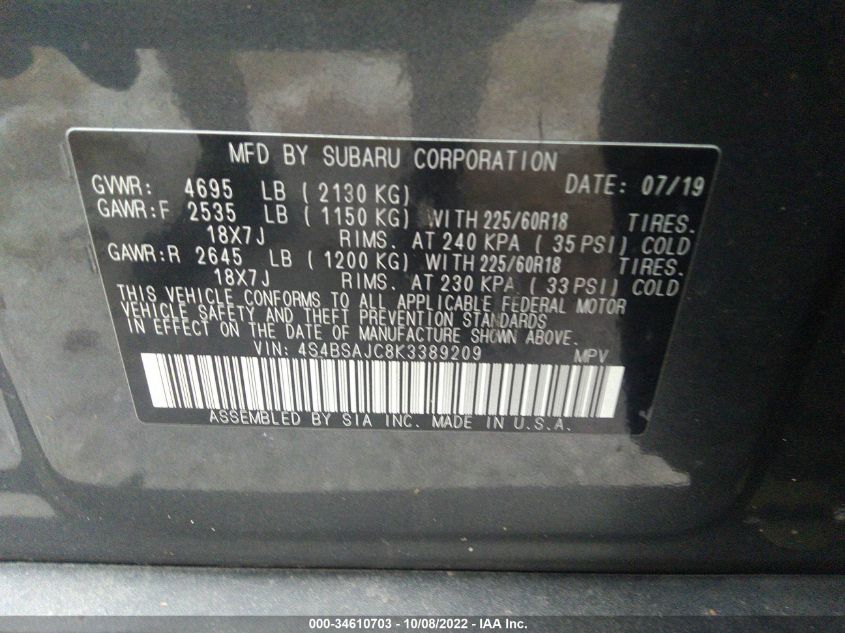 MFD BY SUBARU CORPORATION
GVWR: 4695 LB ( 2130 KG) DATE: 07/19
GAWR:F 2535 LB ( 1150 KG) WITH 225/60R18 TIRES.
18X7J RIMS. AT 240 KPA ( 35 PSI) COLD
GAWR:R 2645 LB ( 1200 KG) WITH 225/60R18 TIRES.
18X7J RIMS. AT 230 KPA ( 33 PSI) COLD
THIS VEHICLE CONFORMS TO ALL APPLICABLE FEDERAL MOTOR
VEHICLE SAFETY AND THEFT PREVENTION STANDARDS
IN EFFECT ON THE DATE OF MANUFACTURE SHOWN ABOVE.
VIN: 4S4BSAJC8K3389209 MPV
ASSEMBLED BY SIA INC. MADE IN U.S.A.
000-34610703 - 10/08/2022 - IAA Inc.